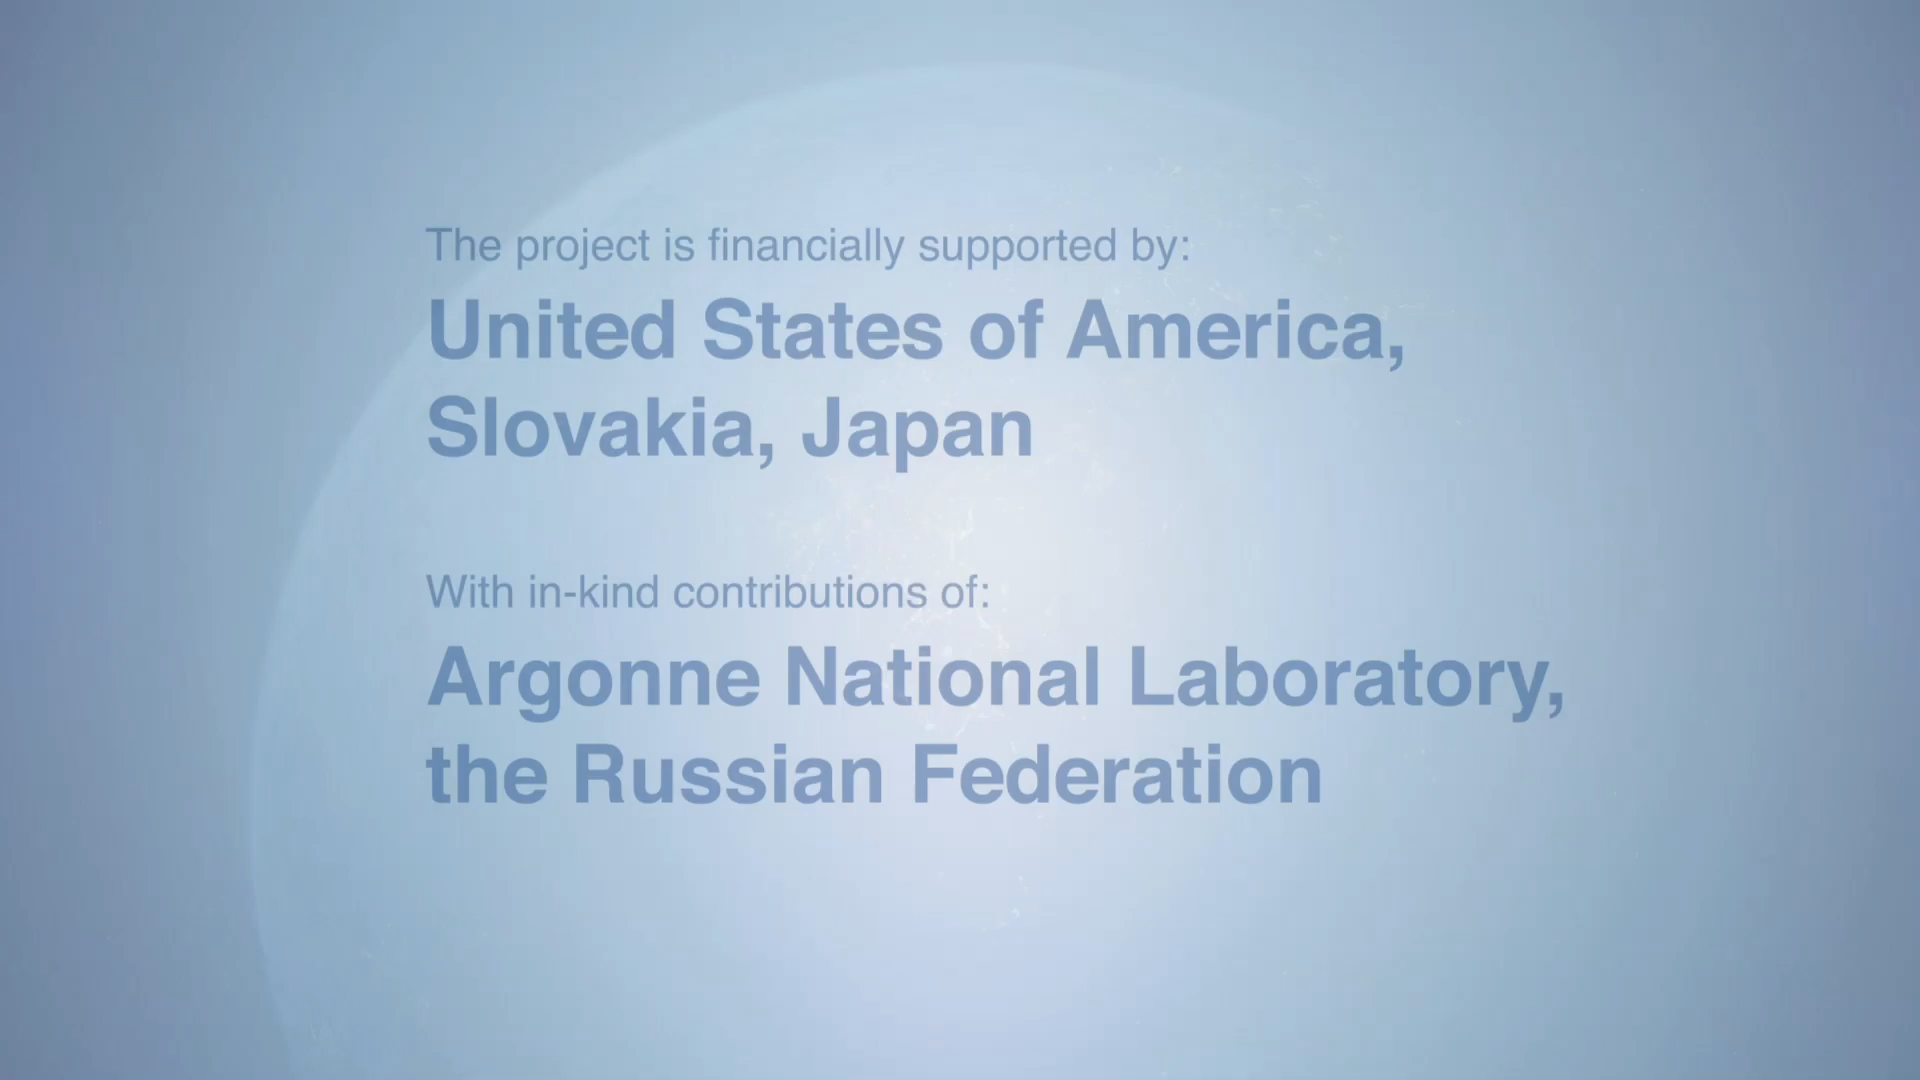 The project is financially supported by:
United States of America,
Slovakia, Japan
With in-kind contributions of:
Argonne National Laboratory,
the Russian Federation